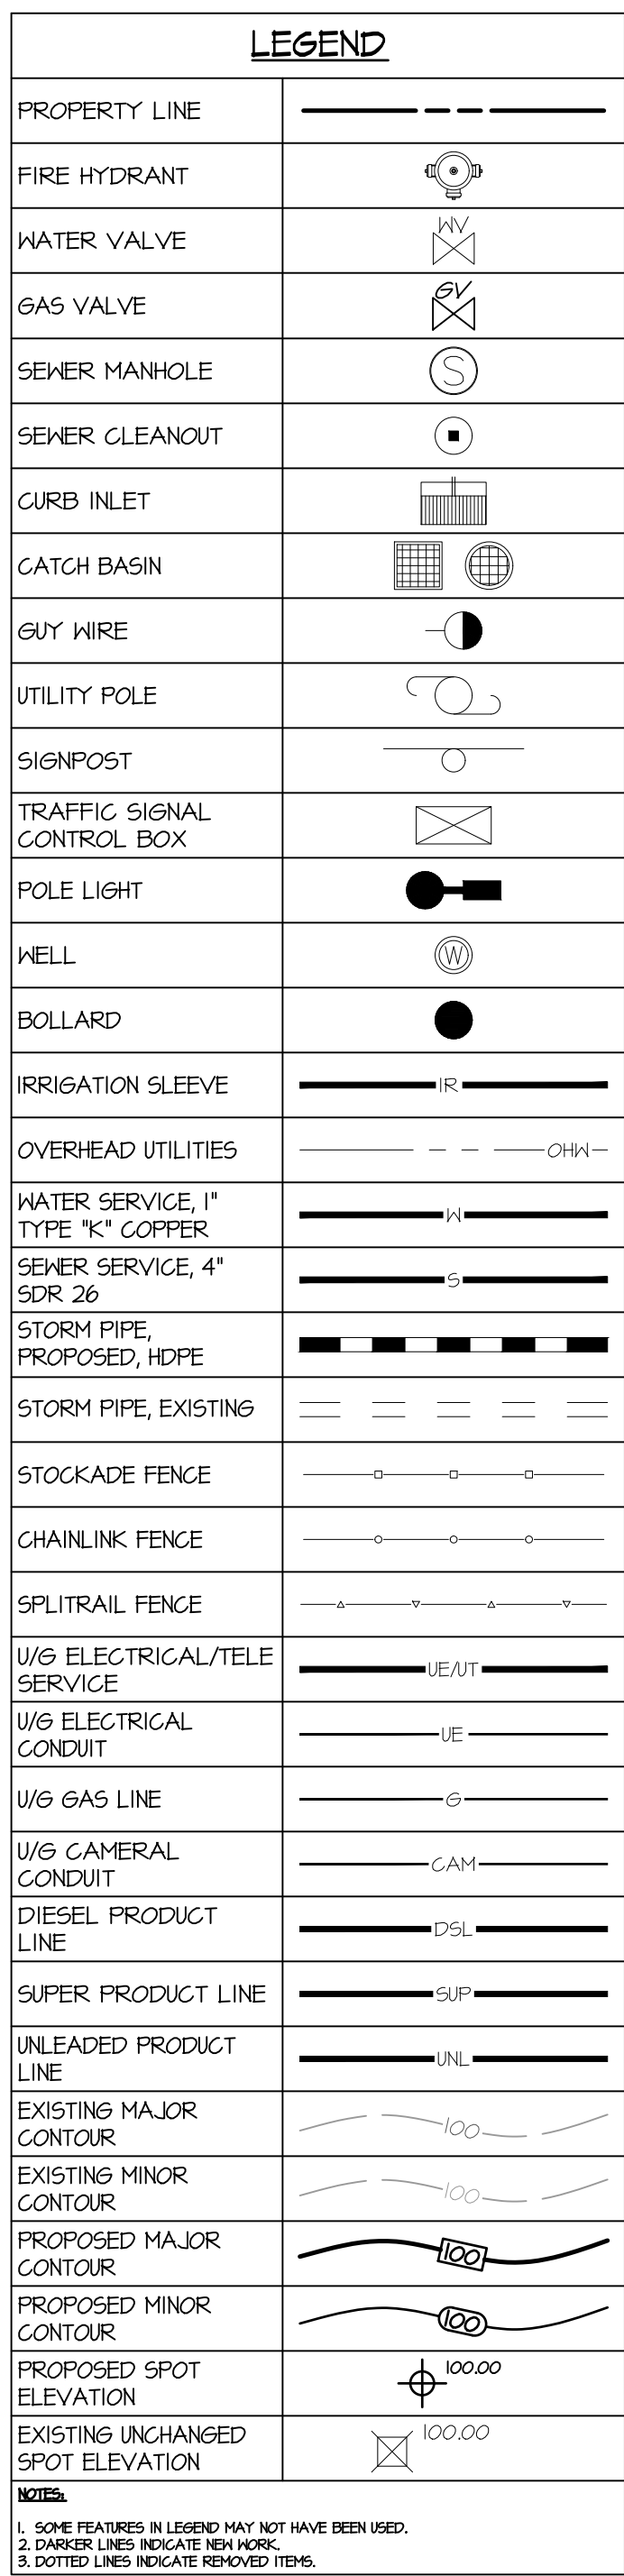 LEGEND
PROPERTY LINE
FIRE HYDRANT
WATER VALVE
WV
GAS VALVE
GV
SEWER MANHOLE
S
SEWER CLEANOUT
CURB INLET
CATCH BASIN
GUY WIRE
UTILITY POLE
SIGNPOST
TRAFFIC SIGNAL
CONTROL BOX
POLE LIGHT
WELL
W
BOLLARD
IRRIGATION SLEEVE
IR
OVERHEAD UTILITIES
OHW
WATER SERVICE, 1"
TYPE "K" COPPER
W
SEWER SERVICE, 4"
SDR 26
S
STORM PIPE,
PROPOSED, HDPE
STORM PIPE, EXISTING
STOCKADE FENCE
CHAINLINK FENCE
SPLITRAIL FENCE
U/G ELECTRICAL/TELE
SERVICE
UE/UT
U/G ELECTRICAL
CONDUIT
UE
U/G GAS LINE
G
U/G CAMERAL
CONDUIT
CAM
DIESEL PRODUCT
LINE
DSL
SUPER PRODUCT LINE
SUP
UNLEADED PRODUCT
LINE
UNL
EXISTING MAJOR
CONTOUR
100
EXISTING MINOR
CONTOUR
100
PROPOSED MAJOR
CONTOUR
100
PROPOSED MINOR
CONTOUR
100
PROPOSED SPOT
ELEVATION
100.00
EXISTING UNCHANGED
SPOT ELEVATION
100.00
NOTES:
1. SOME FEATURES IN LEGEND MAY NOT HAVE BEEN USED.
2. DARKER LINES INDICATE NEW WORK.
3. DOTTED LINES INDICATE REMOVED ITEMS.